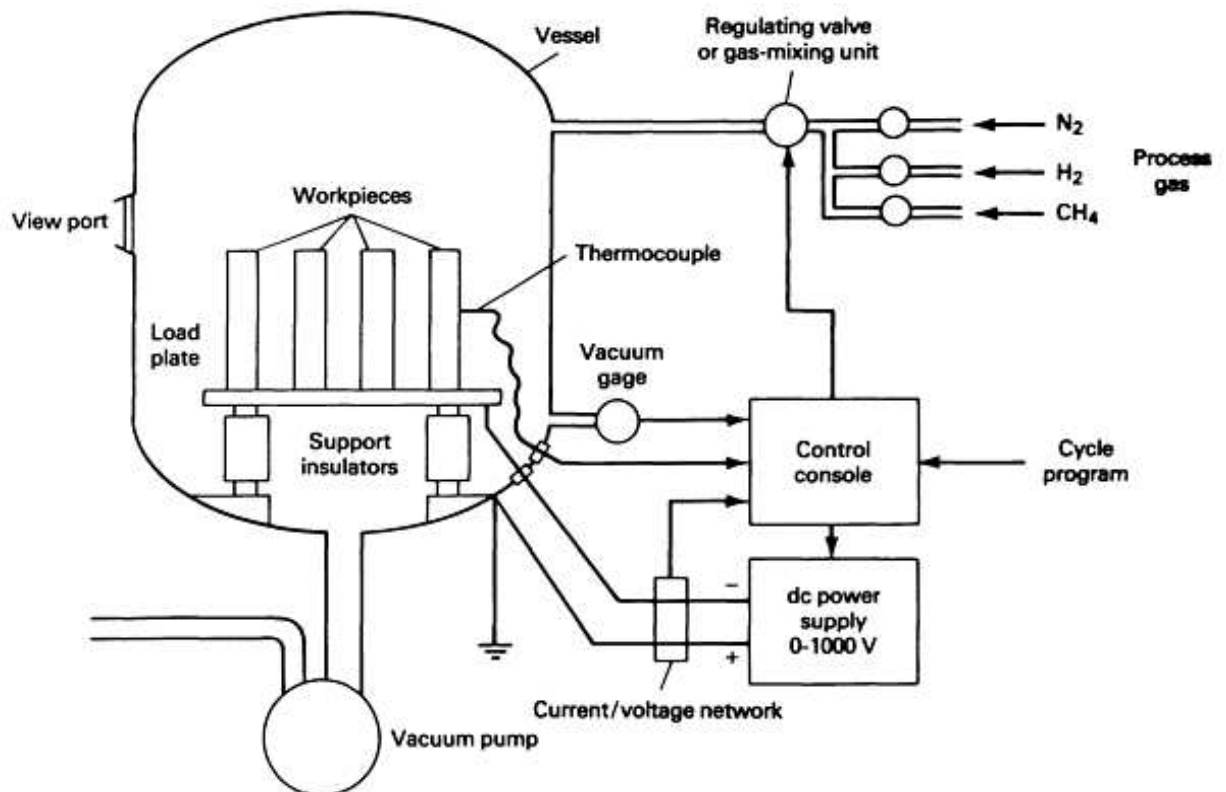 Regulating valve
or gas-mixing unit
Vessel
N₂
Process
gas
H₂
CH₄
Workpieces
View port
Thermocouple
Load
plate
Vacuum
gage
Support
insulators
Control
console
Cycle
program
−
dc power
supply
0-1000 V
+
Current/voltage network
Vacuum pump